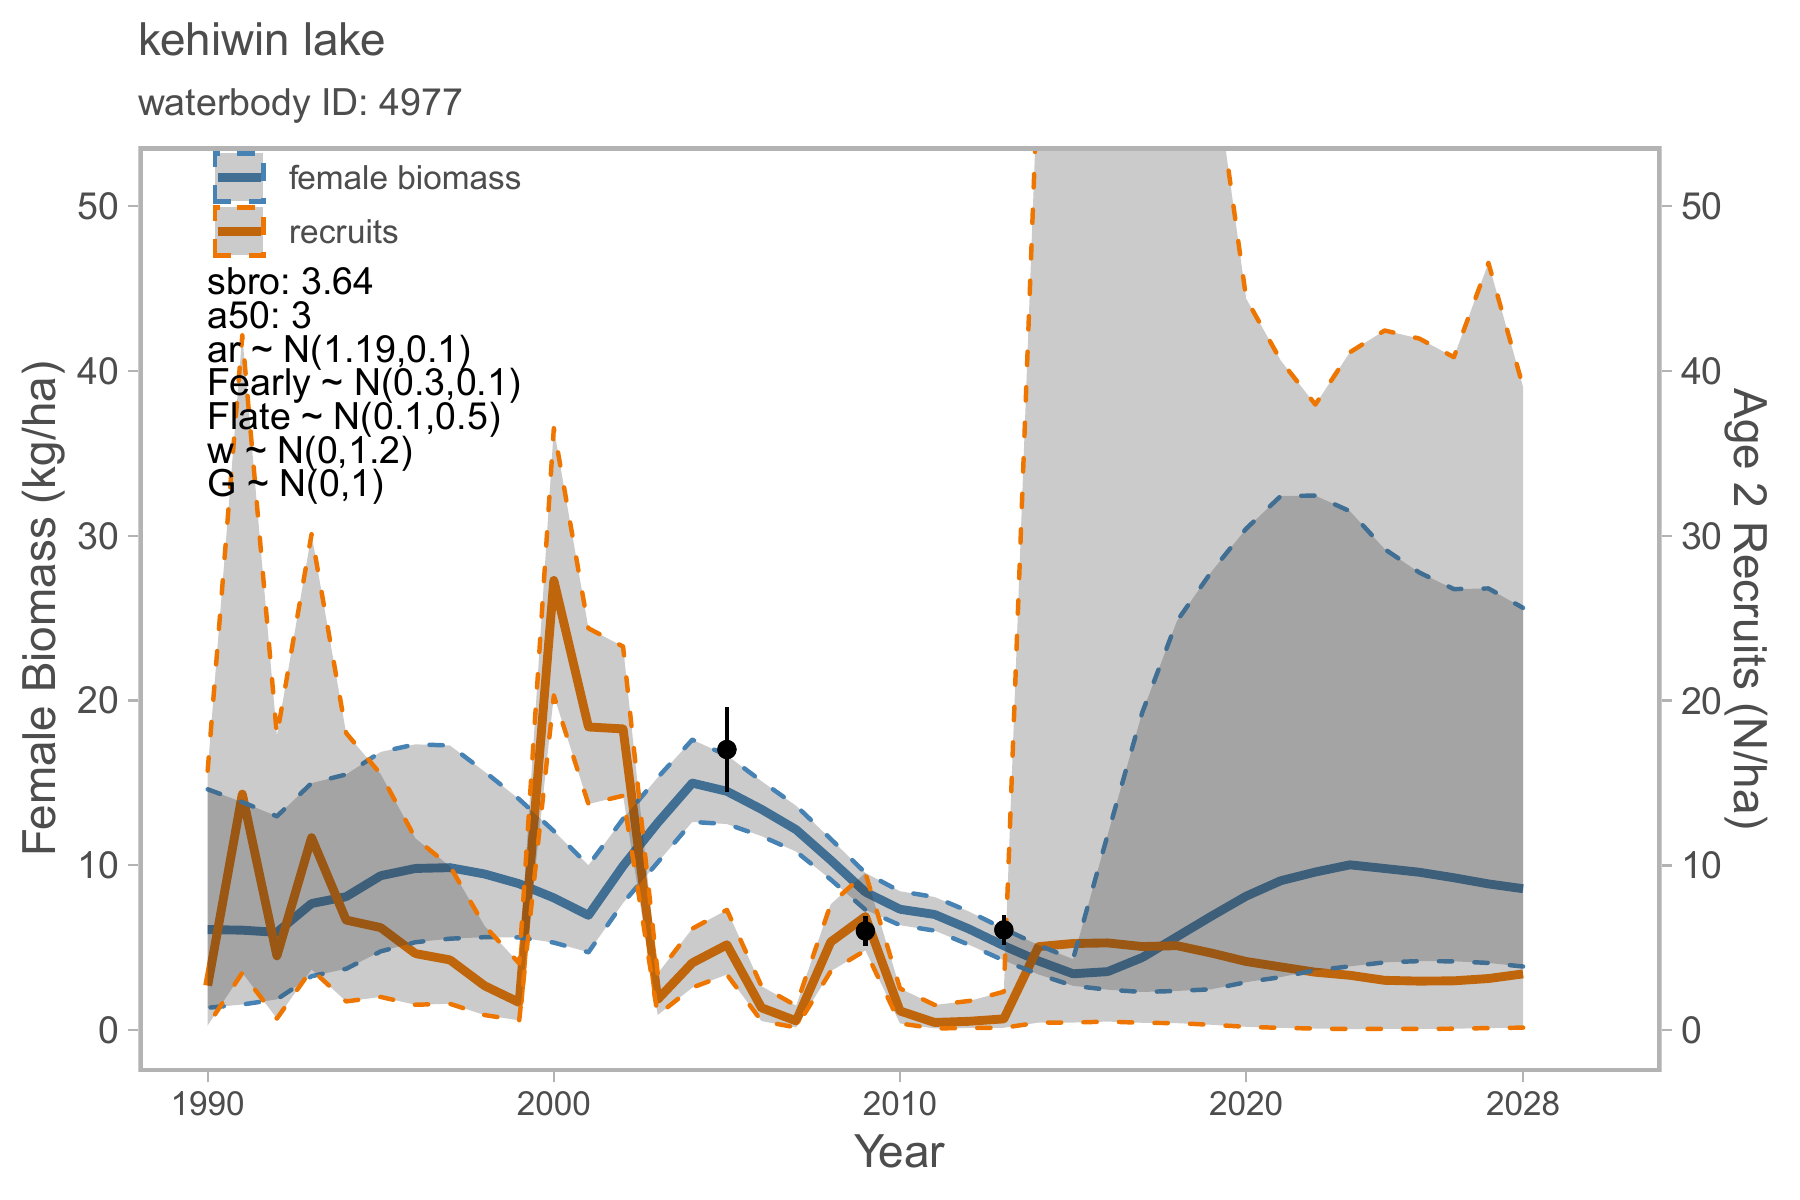 kehiwin lake
waterbody ID: 4977
female biomass
recruits
sbro: 3.64
a50: 3
ar ~ N(1.19,0.1)
Fearly ~ N(0.3,0.1)
Flate ~ N(0.1,0.5)
w ~ N(0,1.2)
G ~ N(0,1)
Female Biomass (kg/ha)
50
40
30
20
10
0
50
40
30
20
10
0
Age 2 Recruits (N/ha)
1990
2000
2010
2020
2028
Year